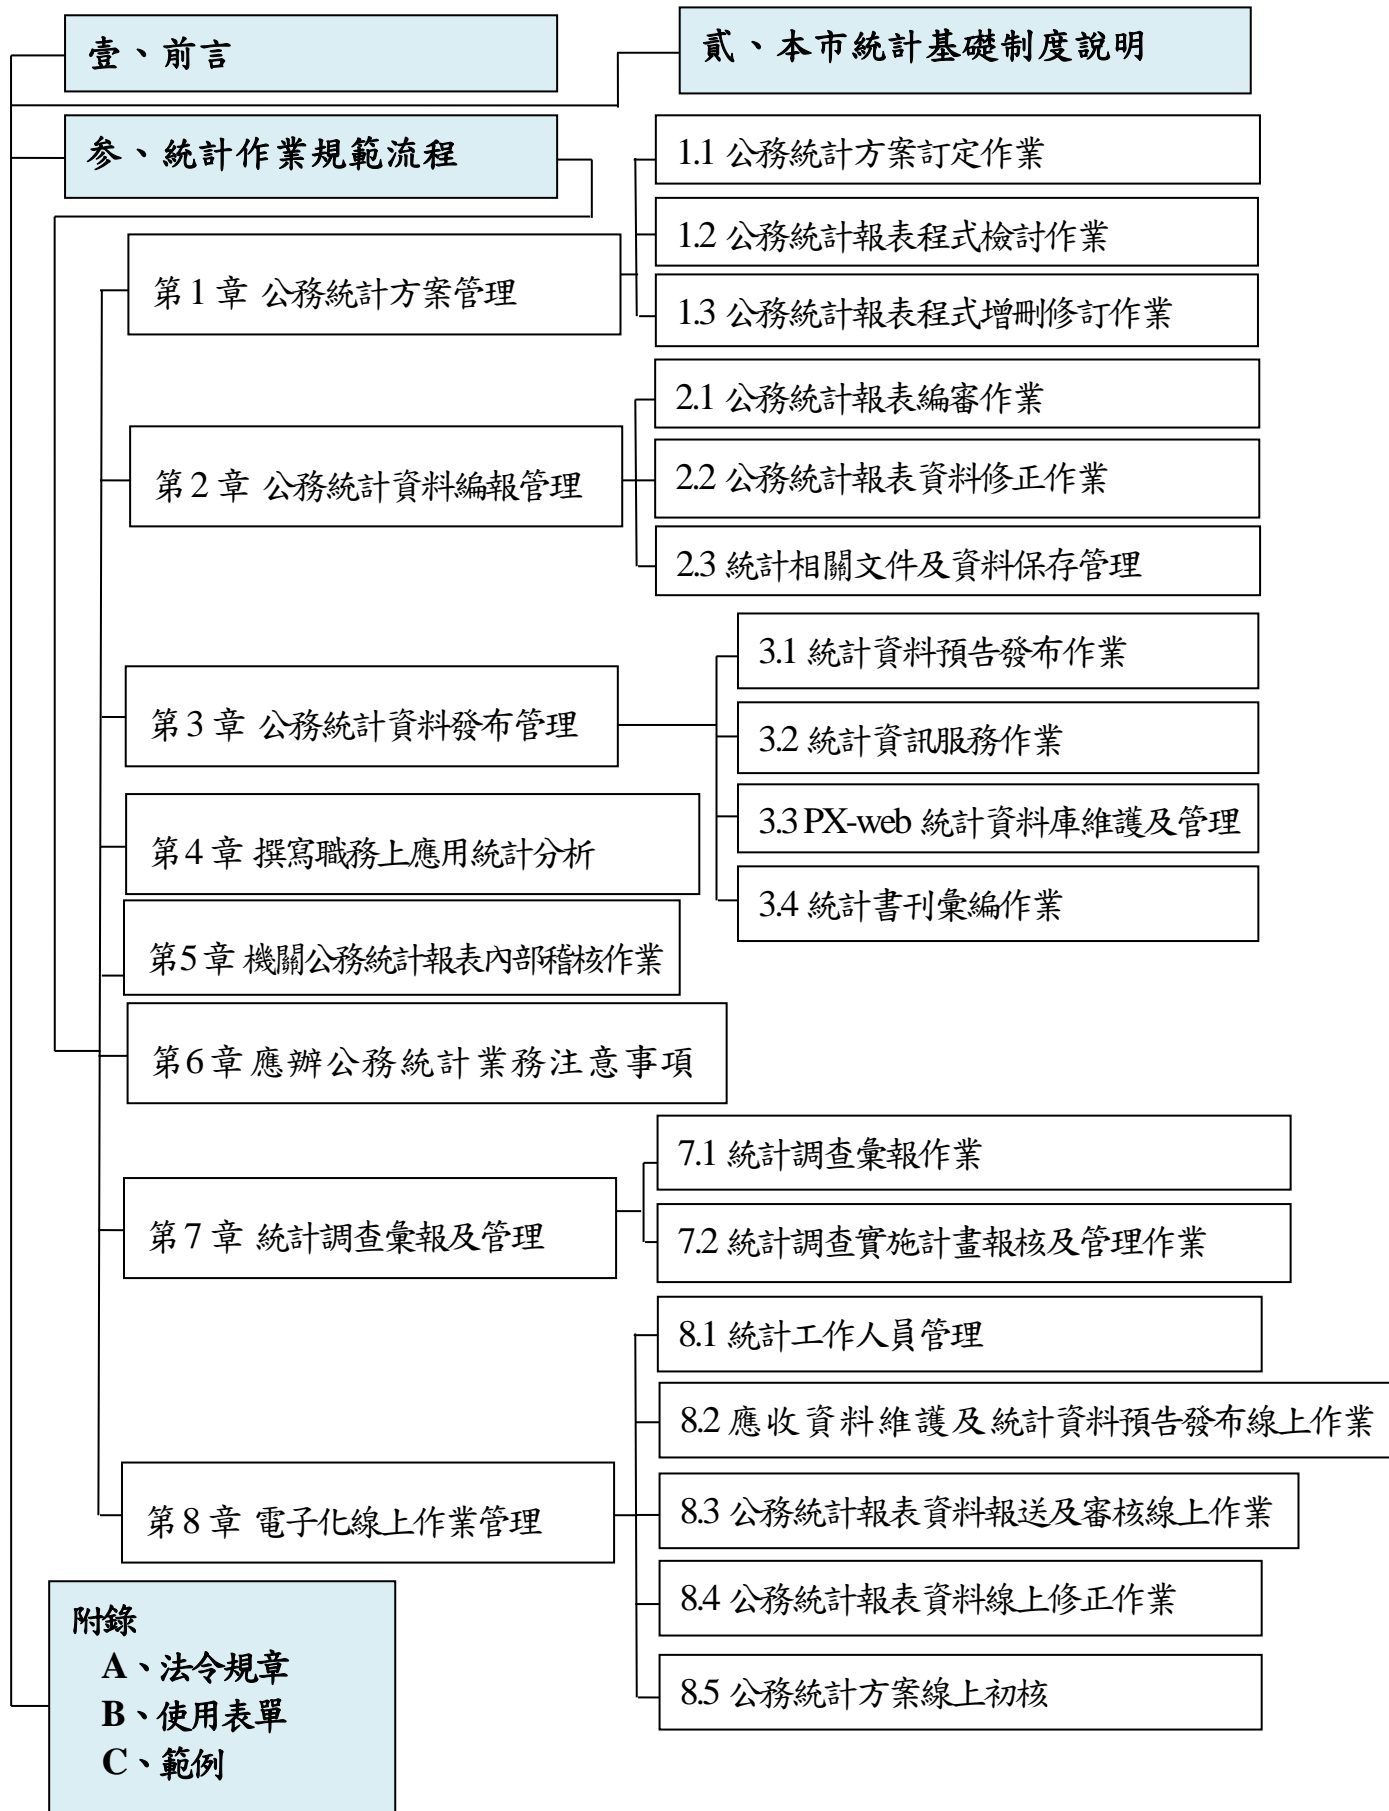 壹、前言
貳、本市統計基礎制度說明
参、統計作業規範流程
第1章 公務統計方案管理
1.1 公務統計方案訂定作業
1.2 公務統計報表程式檢討作業
1.3 公務統計報表程式增刪修訂作業
第2章 公務統計資料編報管理
2.1 公務統計報表編審作業
2.2 公務統計報表資料修正作業
2.3 統計相關文件及資料保存管理
第3章 公務統計資料發布管理
3.1 統計資料預告發布作業
3.2 統計資訊服務作業
3.3 PX-web 統計資料庫維護及管理
3.4 統計書刊彙編作業
第4章 撰寫職務上應用統計分析
第5章 機關公務統計報表內部稽核作業
第6章 應辦公務統計業務注意事項
第7章 統計調查彙報及管理
7.1 統計調查彙報作業
7.2 統計調查實施計畫報核及管理作業
第8章 電子化線上作業管理
8.1 統計工作人員管理
8.2 應收資料維護及統計資料預告發布線上作業
8.3 公務統計報表資料報送及審核線上作業
8.4 公務統計報表資料線上修正作業
8.5 公務統計方案線上初核
附錄
A、法令規章
B、使用表單
C、範例